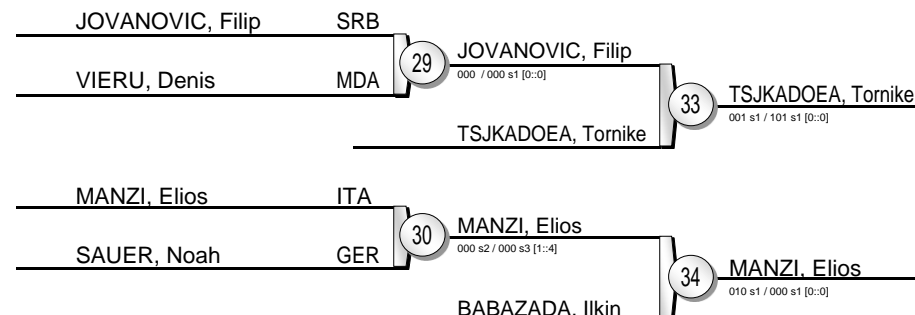 JOVANOVIC, Filip SRB
VIERU, Denis MDA
29
JOVANOVIC, Filip
000 / 000 s1 [0::0]
TSJKADOEA, Tornike
33
TSJKADOEA, Tornike
001 s1 / 101 s1 [0::0]
MANZI, Elios ITA
SAUER, Noah GER
30
MANZI, Elios
000 s2 / 000 s3 [1::4]
BABAZADA, Ilkin
34
MANZI, Elios
010 s1 / 000 s1 [0::0]